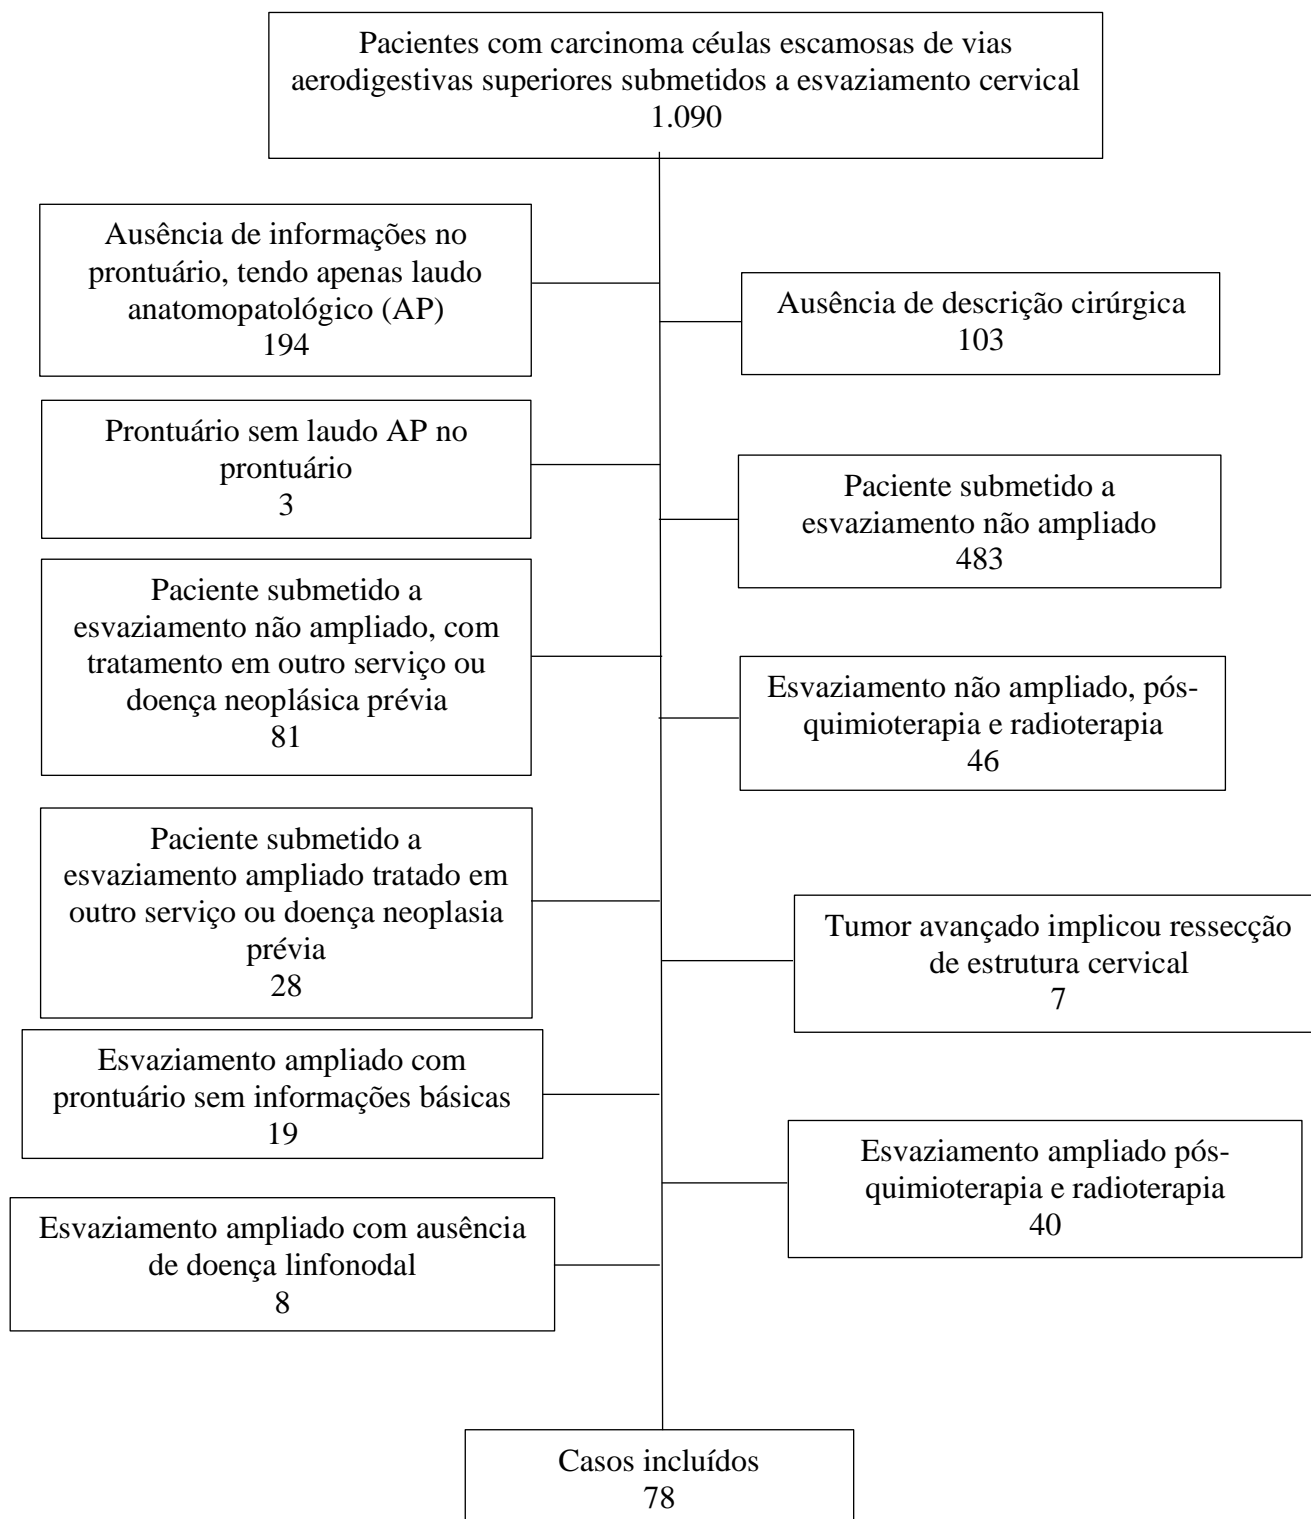 Pacientes com carcinoma céulas escamosas de vias
aerodigestivas superiores submetidos a esvaziamento cervical
1.090
Ausência de informações no
prontuário, tendo apenas laudo
anatomopatológico (AP)
194
Ausência de descrição cirúrgica
103
Prontuário sem laudo AP no
prontuário
3
Paciente submetido a
esvaziamento não ampliado
483
Paciente submetido a
esvaziamento não ampliado, com
tratamento em outro serviço ou
doença neoplásica prévia
81
Esvaziamento não ampliado, pós-
quimioterapia e radioterapia
46
Paciente submetido a
esvaziamento ampliado tratado em
outro serviço ou doença neoplasia
prévia
28
Tumor avançado implicou ressecção
de estrutura cervical
7
Esvaziamento ampliado com
prontuário sem informações básicas
19
Esvaziamento ampliado pós-
quimioterapia e radioterapia
40
Esvaziamento ampliado com ausência
de doença linfonodal
8
Casos incluídos
78